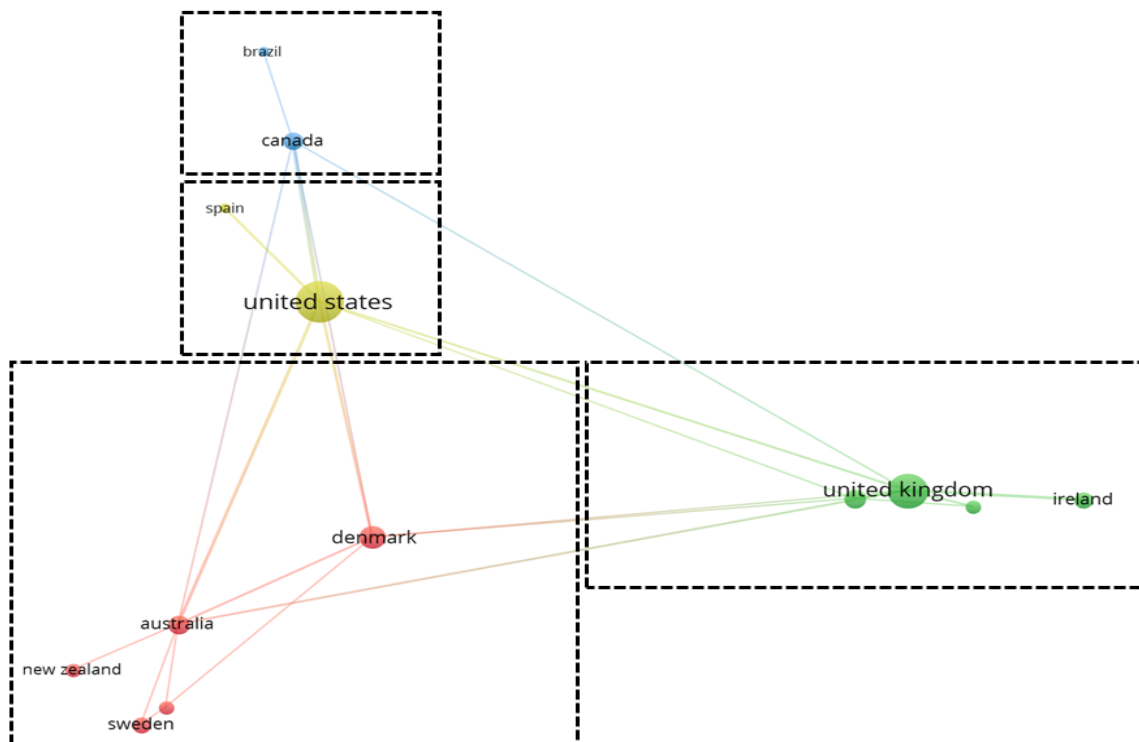 brazil
canada
spain
united states
united kingdom
ireland
denmark
australia
new zealand
sweden